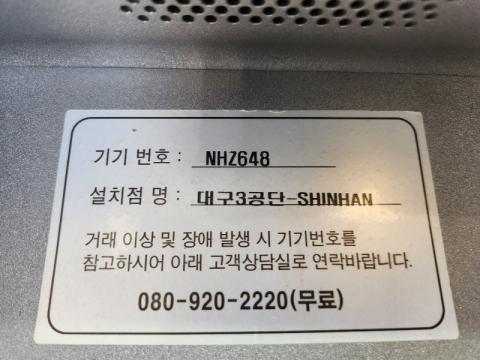 기기 번호 : NHZ648
설치점 명 : 대구3공단-SHINHAN
거래 이상 및 장애 발생 시 기기번호를
참고하시어 아래 고객상담실로 연락바랍니다.
080-920-2220(무료)